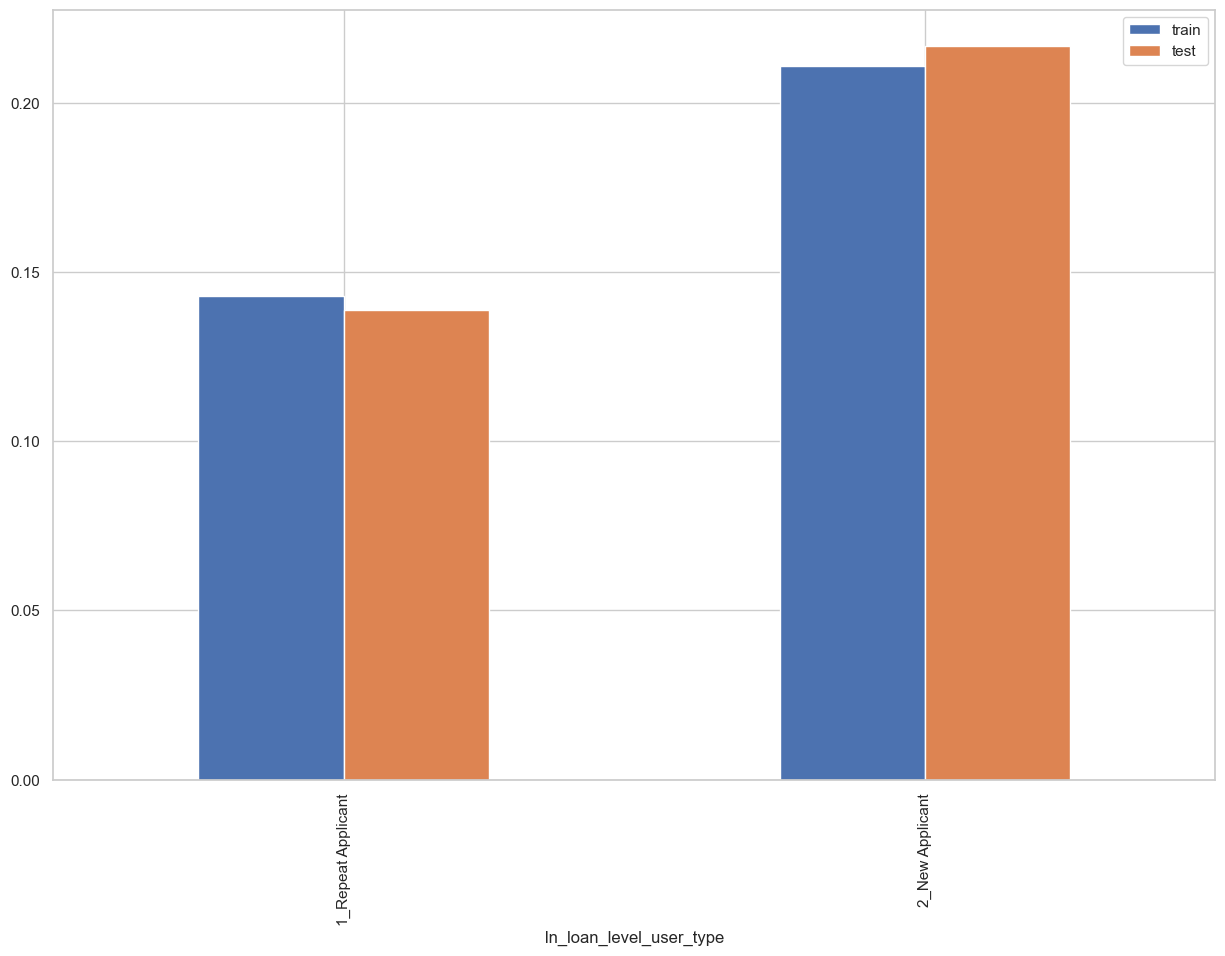 train
test
0.20
0.15
0.10
0.05
0.00
1_Repeat Applicant
2_New Applicant
ln_loan_level_user_type